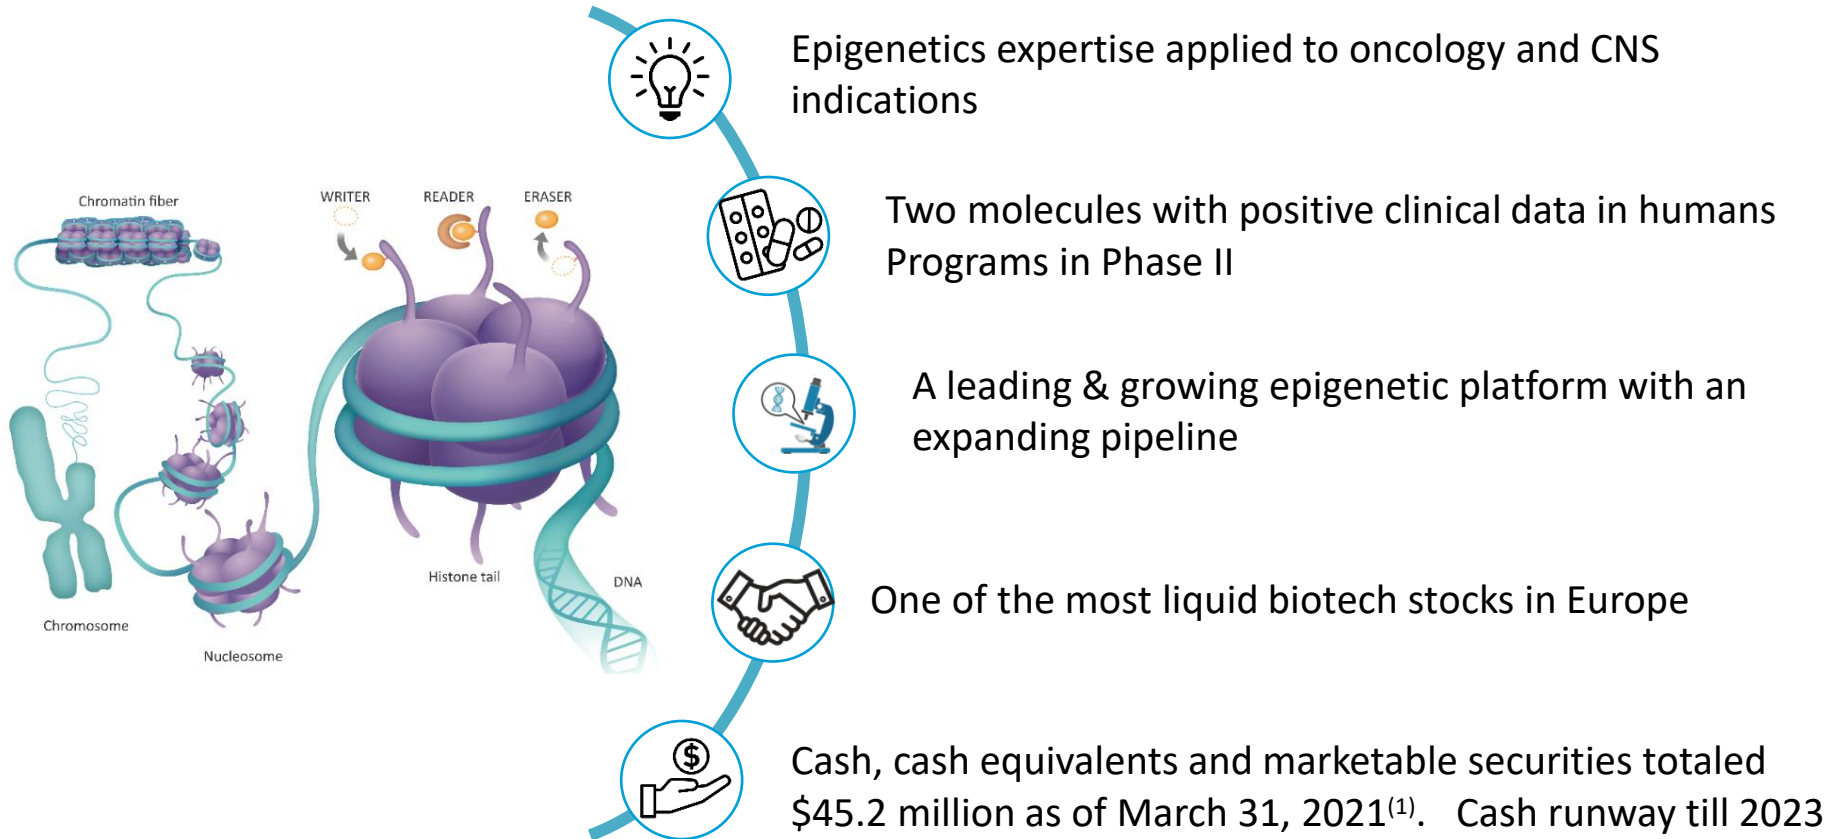 Epigenetics expertise applied to oncology and CNS
indications
Chromatin fiber
WRITER
READER
ERASER
Two molecules with positive clinical data in humans
Programs in Phase II
A leading & growing epigenetic platform with an
expanding pipeline
Histone tail
DNA
Chromosome
Nucleosome
One of the most liquid biotech stocks in Europe
$
Cash, cash equivalents and marketable securities totaled
$45.2 million as of March 31, 2021(1). Cash runway till 2023